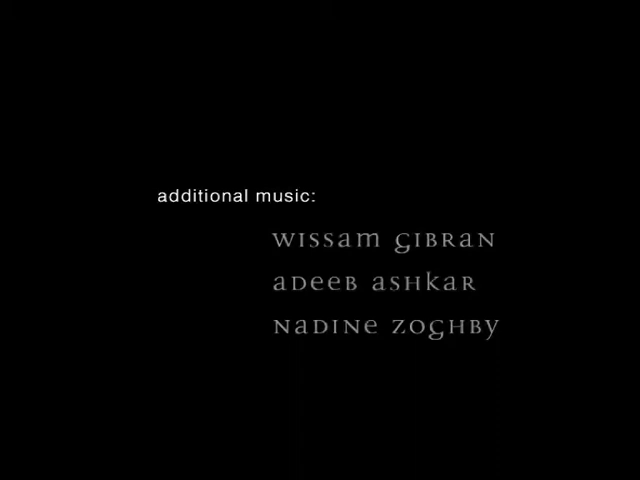 additional music:
WISSAM GIBRAN
ADEEB ASHKAR
NADINE ZOGHBY